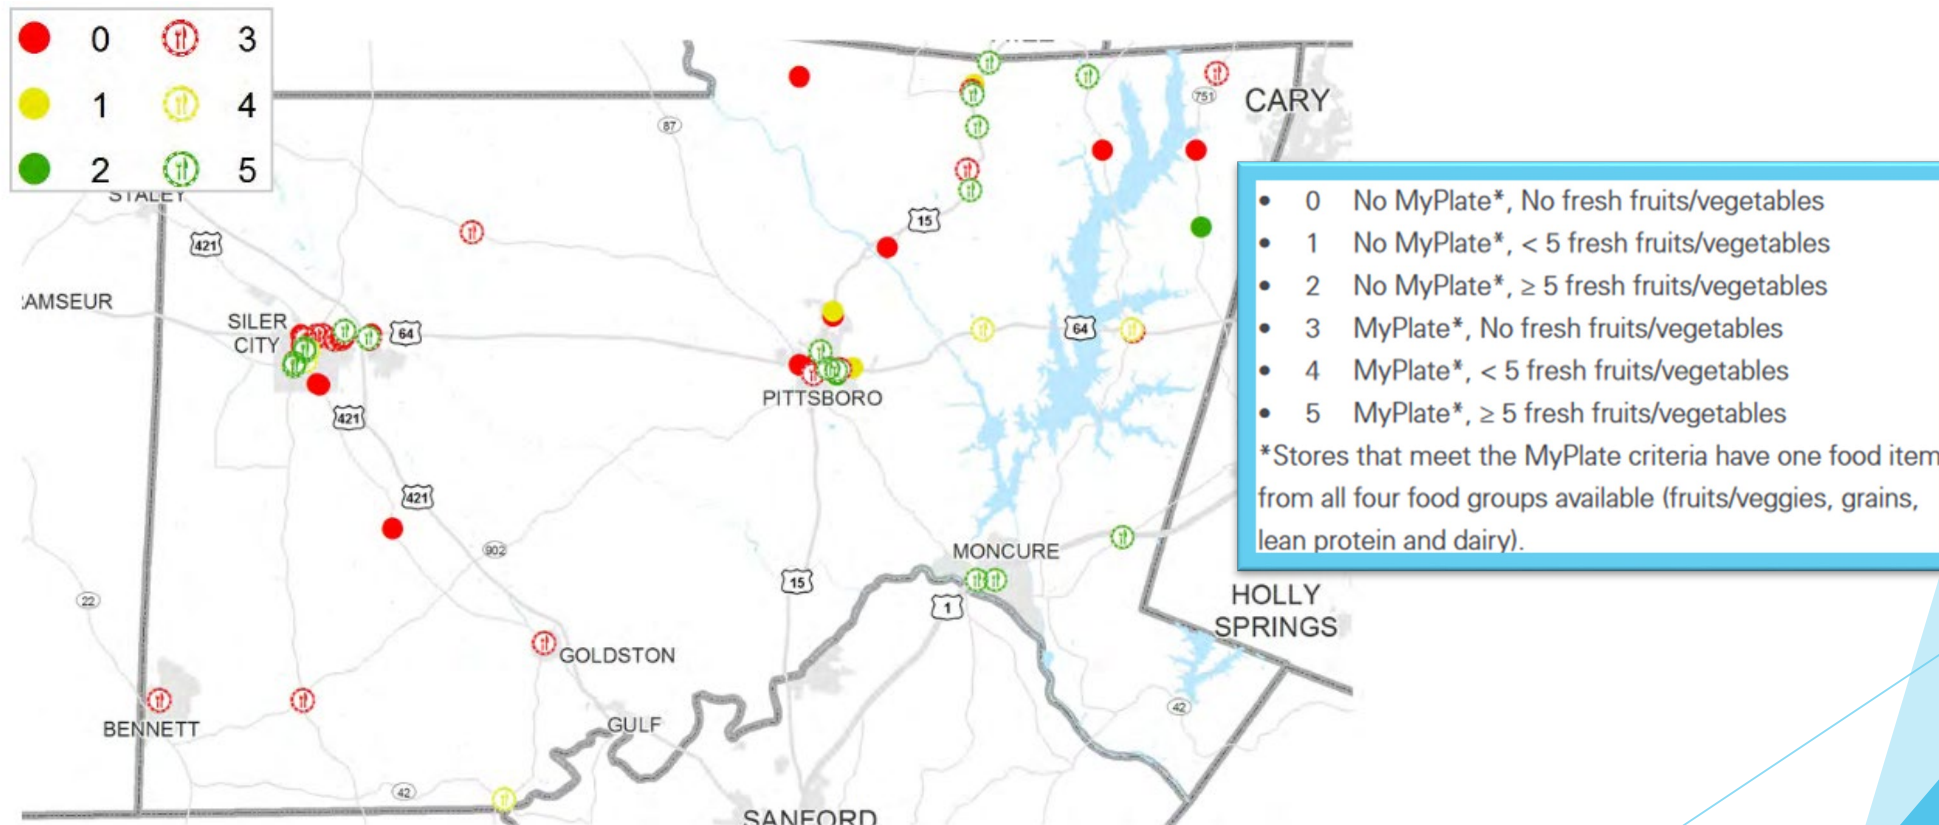 0 3
1 4
2 5
87
751
CARY
STALEY
421
15
AMSEUR
SILER
CITY
64
64
PITTSBORO
421
421
902
MONCURE
15
1
22
HOLLY
SPRINGS
GOLDSTON
BENNETT
GULF
42
42
SANFORD
• 0 No MyPlate*, No fresh fruits/vegetables
• 1 No MyPlate*, < 5 fresh fruits/vegetables
• 2 No MyPlate*, ≥ 5 fresh fruits/vegetables
• 3 MyPlate*, No fresh fruits/vegetables
• 4 MyPlate*, < 5 fresh fruits/vegetables
• 5 MyPlate*, ≥ 5 fresh fruits/vegetables
*Stores that meet the MyPlate criteria have one food item
from all four food groups available (fruits/veggies, grains,
lean protein and dairy).